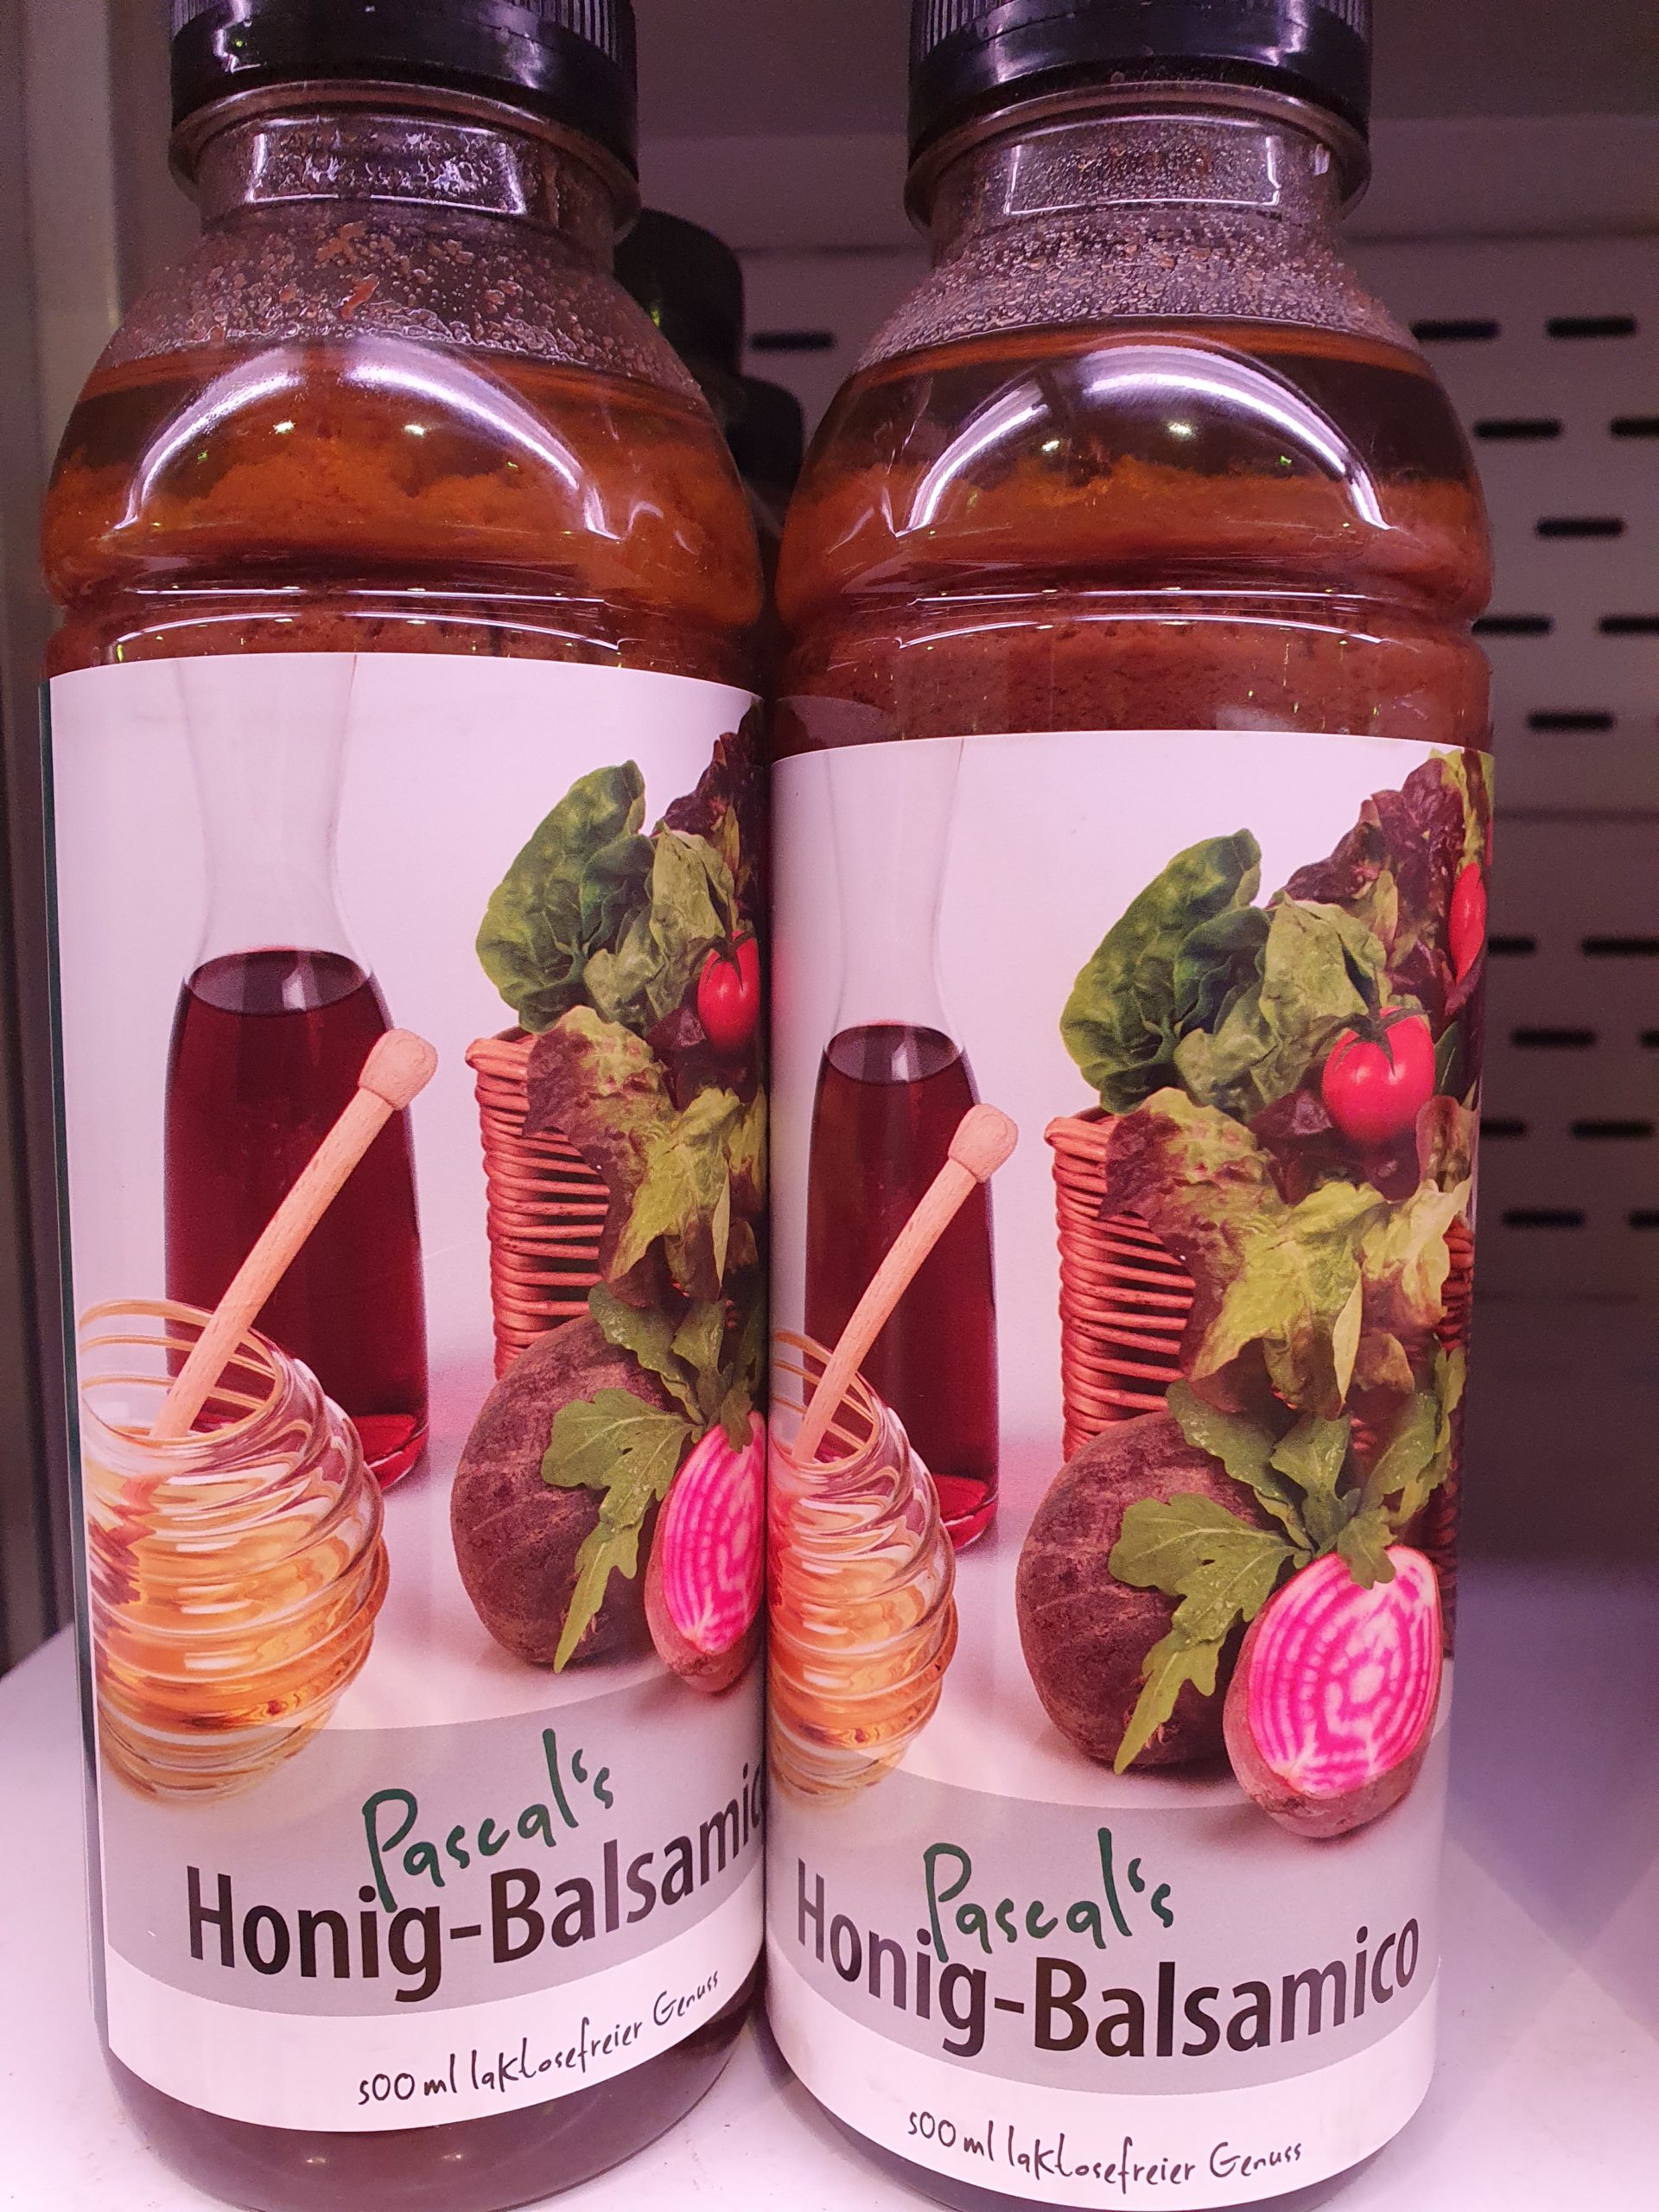 Pascal's
Honig-Balsamico
500 ml laktosefreier Genuss
Pascal's
Honig-Balsamico
500 ml laktosefreier Genuss